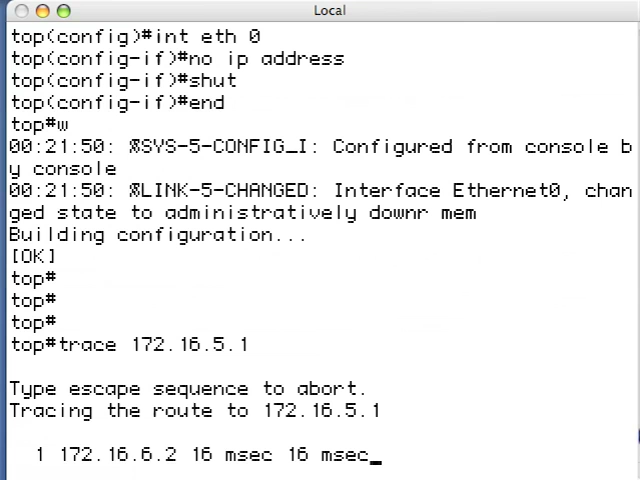 Local
top(config)#int eth 0
top(config-if)#no ip address
top(config-if)#shut
top(config-if)#end
top#w
00:21:50: %SYS-5-CONFIG_I: Configured from console b
y console
00:21:50: %LINK-5-CHANGED: Interface Ethernet0, chan
ged state to administratively downr mem
Building configuration...
[OK]
top#
top#
top#
top#trace 172.16.5.1
Type escape sequence to abort.
Tracing the route to 172.16.5.1
1 172.16.6.2 16 msec 16 msec_